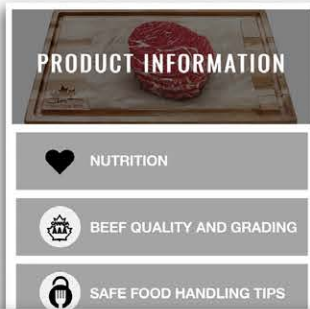 PRODUCT INFORMATION
NUTRITION
BEEF QUALITY AND GRADING
SAFE FOOD HANDLING TIPS